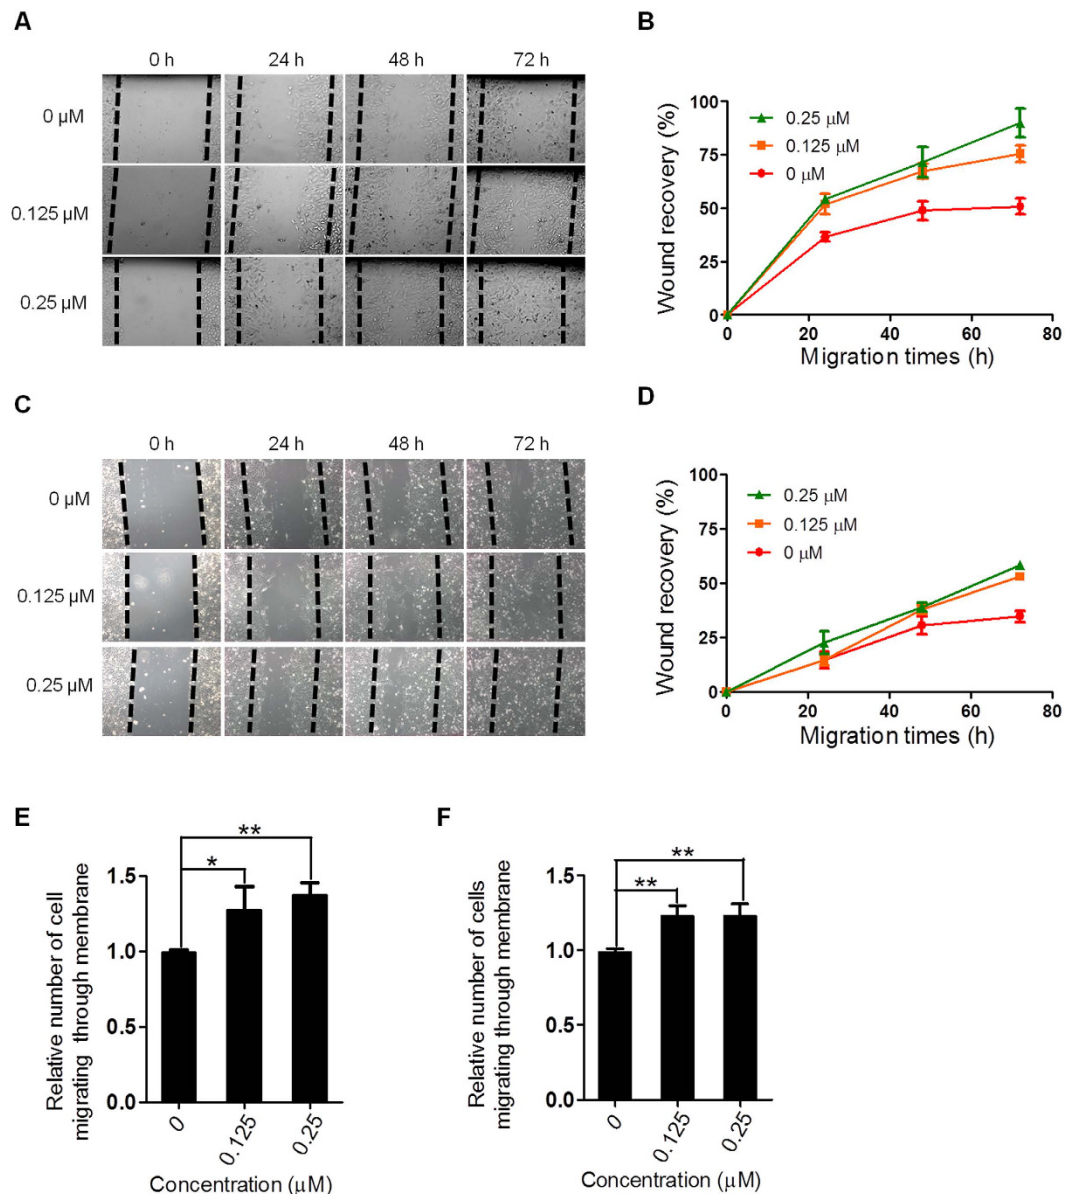 A
0 h 24 h 48 h 72 h
0 µM
0.125 µM
0.25 µM
B
Wound recovery (%)
100
75
50
25
0
0.25 µM
0.125 µM
0 µM
0 20 40 60 80
Migration times (h)
C
0 h 24 h 48 h 72 h
0 µM
0.125 µM
0.25 µM
D
Wound recovery (%)
100
75
50
25
0
0.25 µM
0.125 µM
0 µM
0 20 40 60 80
Migration times (h)
E
Relative number of cell
migrating through membrane
**
*
1.5
1.0
0.5
0.0
0 0.125 0.25
Concentration (µM)
F
Relative number of cells
migrating through membrane
**
**
1.5
1.0
0.5
0.0
0 0.125 0.25
Concentration (µM)